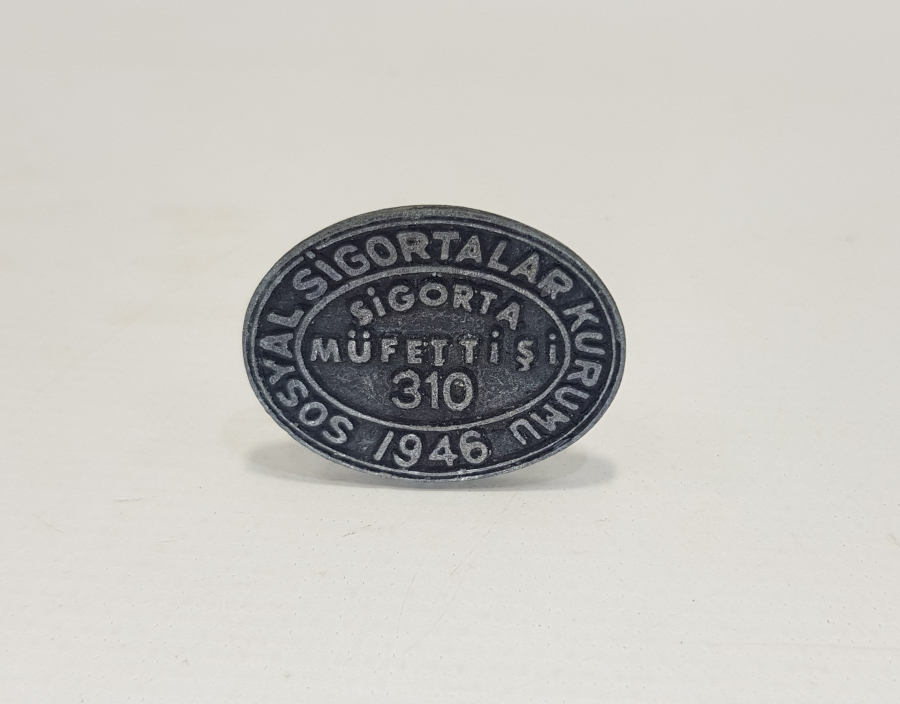 SOSYAL SİGORTALAR KURUMU
SİGORTA
MÜFETTİŞİ
310
1946